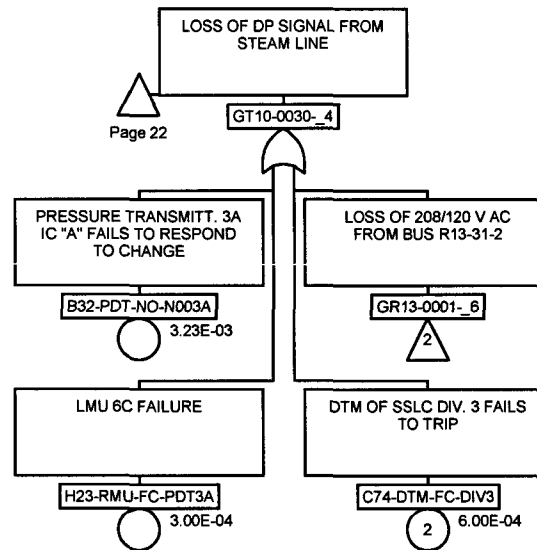 LOSS OF DP SIGNAL FROM
STEAM LINE
Page 22
GT10-0030-_4
PRESSURE TRANSMITT. 3A
IC "A" FAILS TO RESPOND
TO CHANGE
B32-PDT-NO-N003A
3.23E-03
LOSS OF 208/120 V AC
FROM BUS R13-31-2
GR13-0001-_6
2
LMU 6C FAILURE
H23-RMU-FC-PDT3A
3.00E-04
DTM OF SSLC DIV. 3 FAILS
TO TRIP
C74-DTM-FC-DIV3
2
6.00E-04